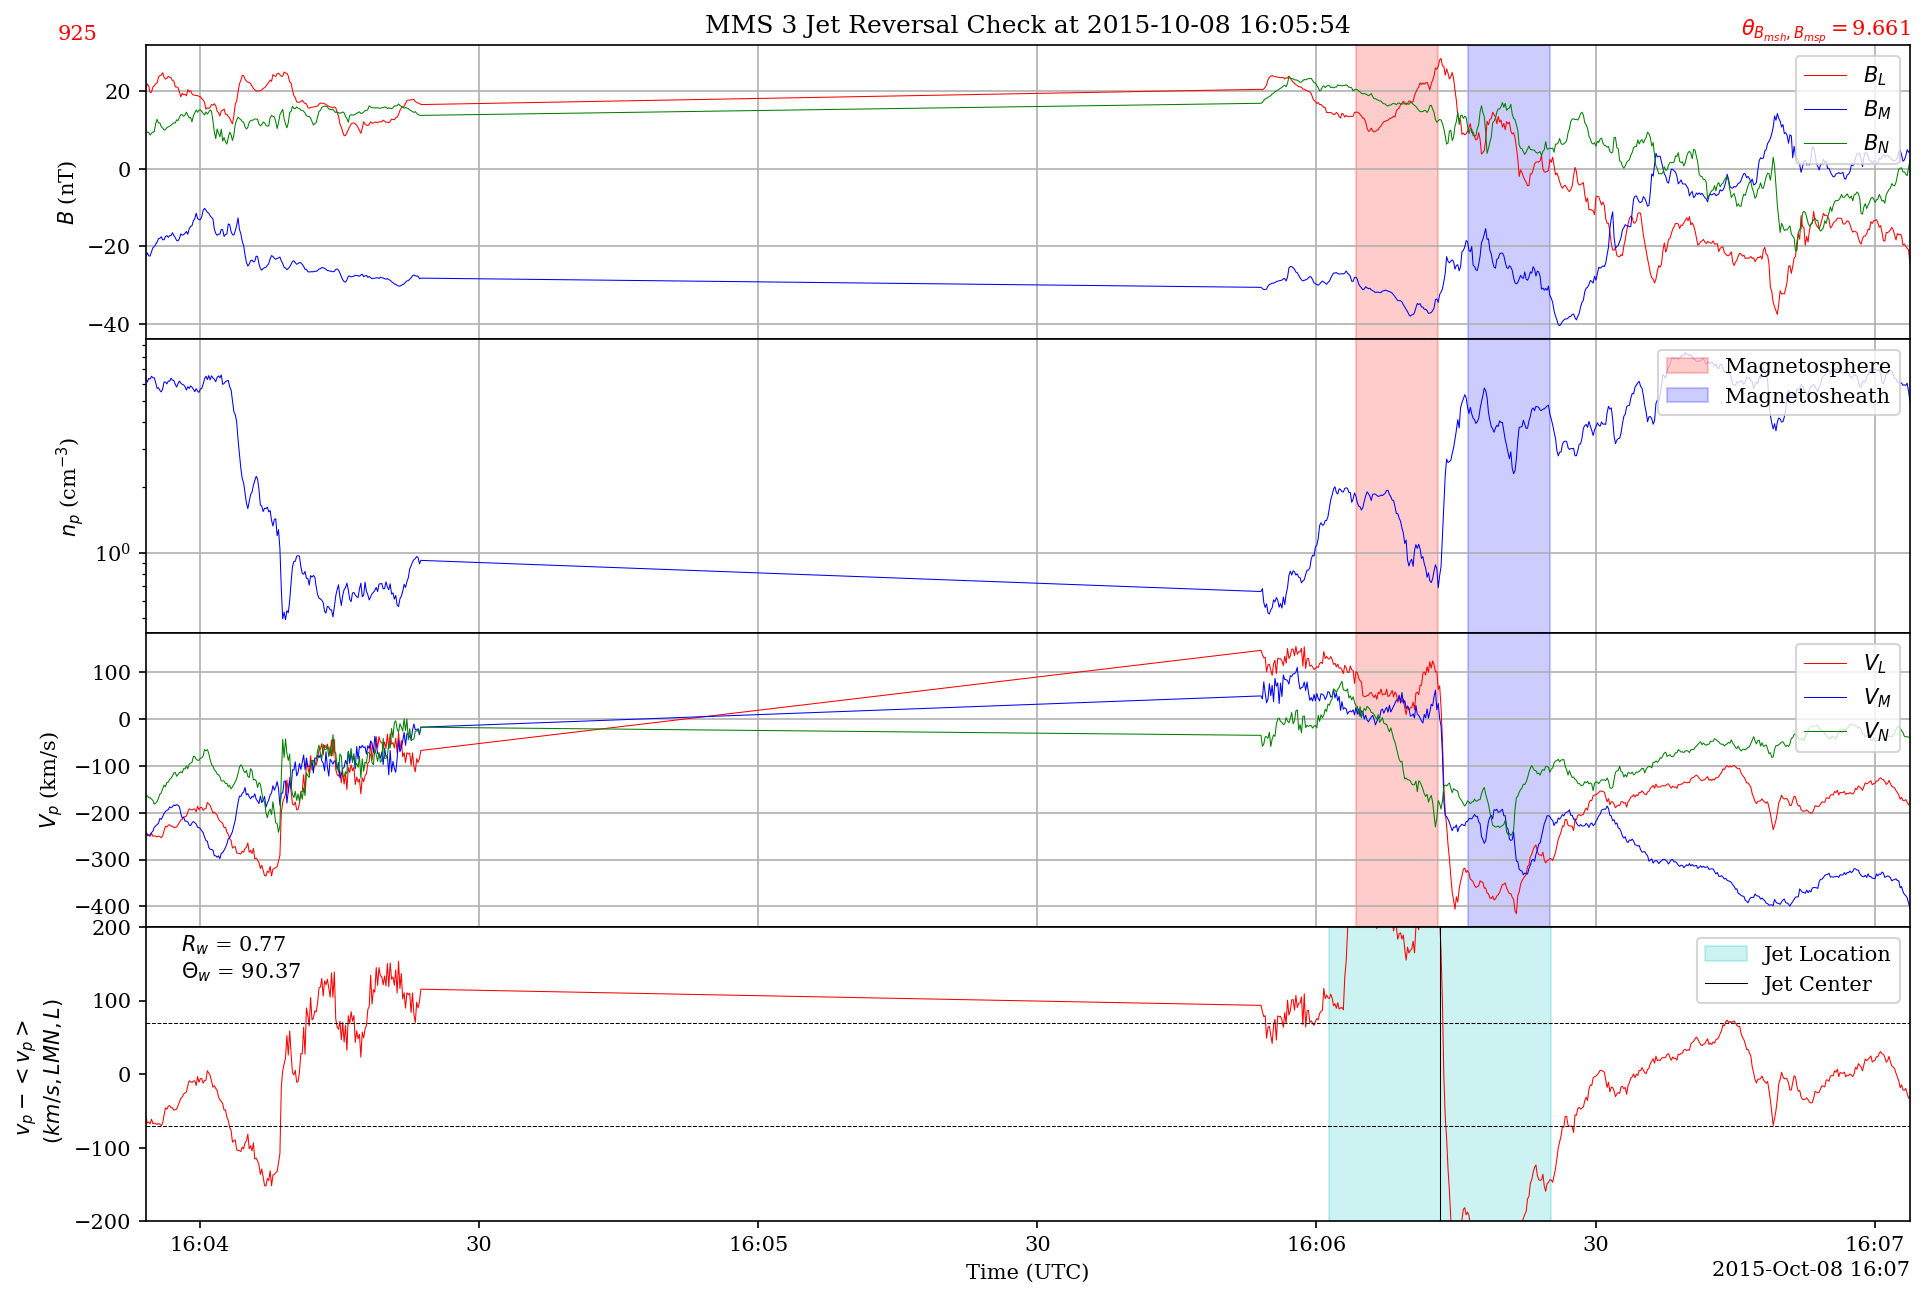 925
MMS 3 Jet Reversal Check at 2015-10-08 16:05:54
θ_{B_{msh}, B_{msp}} = 9.661
20
0
−20
−40
B (nT)
B_L
B_M
B_N
10^0
n_p (cm^{−3})
Magnetosphere
Magnetosheath
100
0
−100
−200
−300
−400
V_p (km/s)
V_L
V_M
V_N
200
100
0
−100
−200
v_p − < v_p >
(km/s, LMN, L)
R_w = 0.77
Θ_w = 90.37
Jet Location
Jet Center
16:04
30
16:05
30
16:06
30
16:07
Time (UTC)
2015-Oct-08 16:07